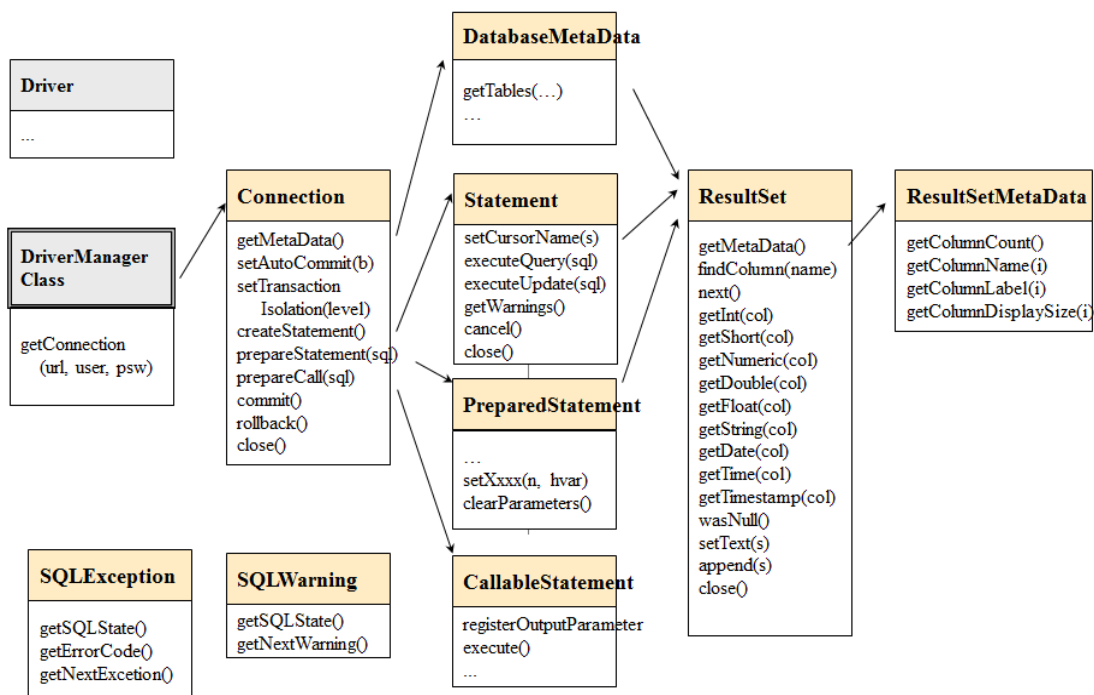 Driver
...
DriverManager
Class
getConnection
(url, user, psw)
Connection
getMetaData()
setAutoCommit(b)
setTransaction
Isolation(level)
createStatement()
prepareStatement(sql)
prepareCall(sql)
commit()
rollback()
close()
DatabaseMetaData
getTables(…)
…
Statement
setCursorName(s)
executeQuery(sql)
executeUpdate(sql)
getWarnings()
cancel()
close()
PreparedStatement
…
setXxxx(n, hvar)
clearParameters()
CallableStatement
registerOutputParameter
execute()
...
ResultSet
getMetaData()
findColumn(name)
next()
getInt(col)
getShort(col)
getNumeric(col)
getDouble(col)
getFloat(col)
getString(col)
getDate(col)
getTime(col)
getTimestamp(col)
wasNull()
setText(s)
append(s)
close()
ResultSetMetaData
getColumnCount()
getColumnName(i)
getColumnLabel(i)
getColumnDisplaySize(i)
SQLException
getSQLState()
getErrorCode()
getNextExcetion()
SQLWarning
getSQLState()
getNextWarning()